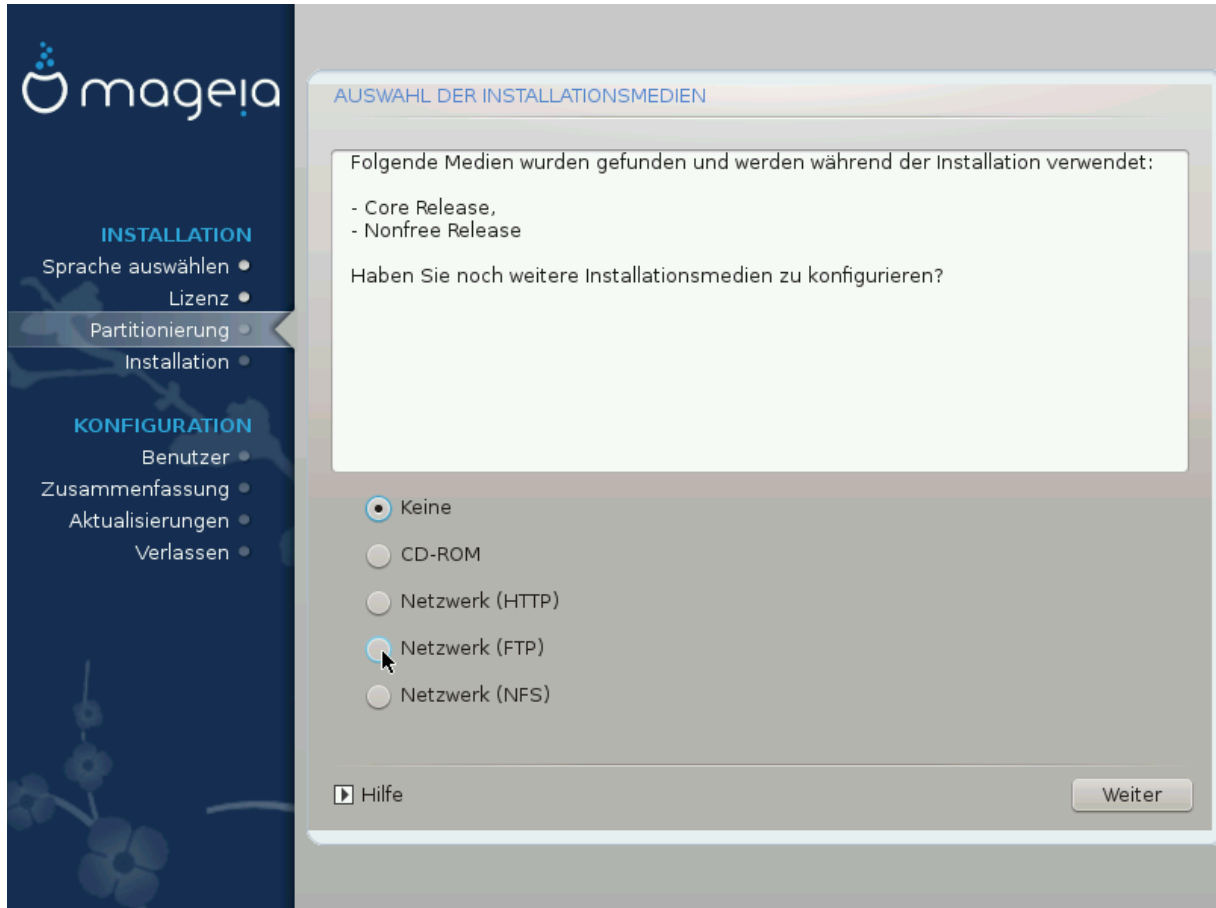 mageia
INSTALLATION
Sprache auswählen
Lizenz
Partitionierung
Installation
KONFIGURATION
Benutzer
Zusammenfassung
Aktualisierungen
Verlassen
AUSWAHL DER INSTALLATIONSMEDIEN
Folgende Medien wurden gefunden und werden während der Installation verwendet:
- Core Release,
- Nonfree Release
Haben Sie noch weitere Installationsmedien zu konfigurieren?
Keine
CD-ROM
Netzwerk (HTTP)
Netzwerk (FTP)
Netzwerk (NFS)
Hilfe
Weiter